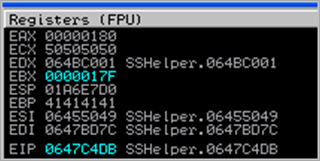 Registers (FPU)
EAX 00000180
ECX 50505050
EDX 064BC001 SSHelper.064BC001
EBX 0000017F
ESP 01A6E7D0
EBP 41414141
ESI 06455049 SSHelper.06455049
EDI 0647BD7C SSHelper.0647BD7C
EIP 0647C4DB SSHelper.0647C4DB